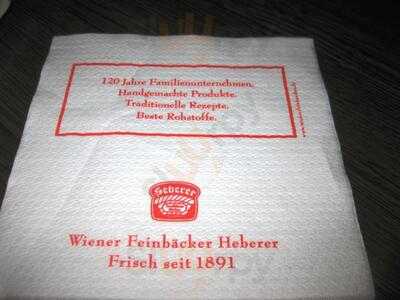 120 Jahre Familienunternehmen.
Handgemachte Produkte.
Traditionelle Rezepte.
Beste Rohstoffe.
Heberer
Wiener Feinbäcker Heberer
Frisch seit 1891